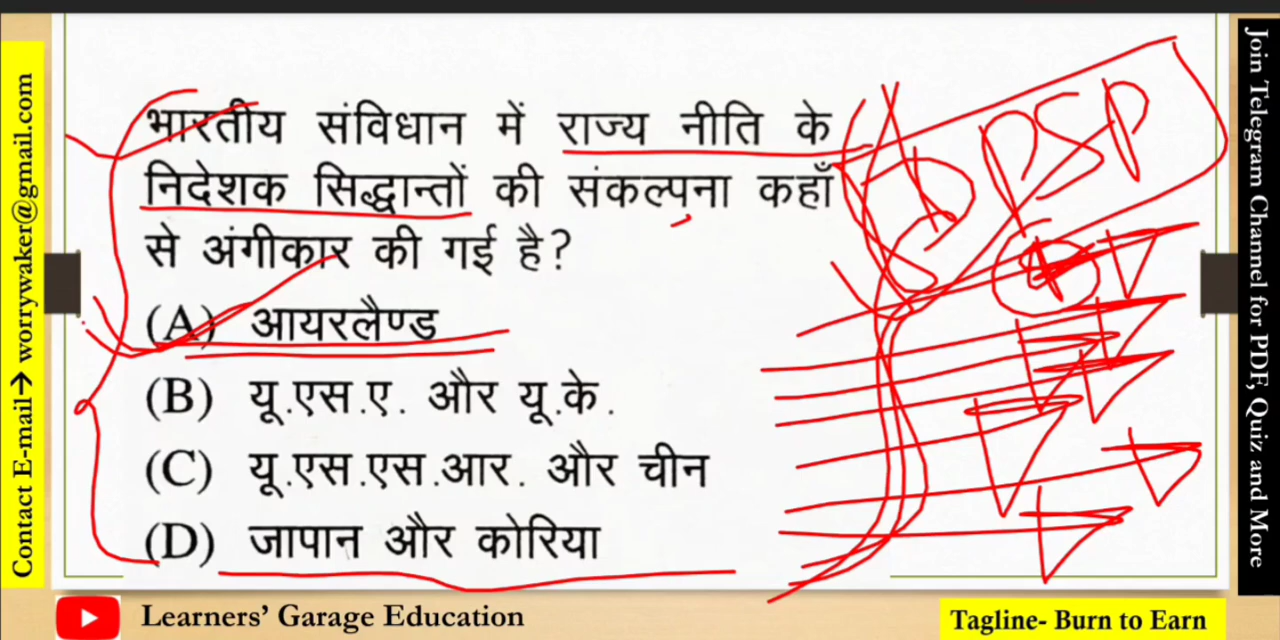 भारतीय संविधान में राज्य नीति के
निदेशक सिद्धान्तों की संकल्पना कहाँ
से अंगीकार की गई है?
(A) आयरलैण्ड
(B) यू.एस.ए. और यू.के.
(C) यू.एस.एस.आर. और चीन
(D) जापान और कोरिया
DPSP
Contact E-mail→ worrywaker@gmail.com
Join Telegram Channel for PDF, Quiz and More
Learners' Garage Education
Tagline- Burn to Earn